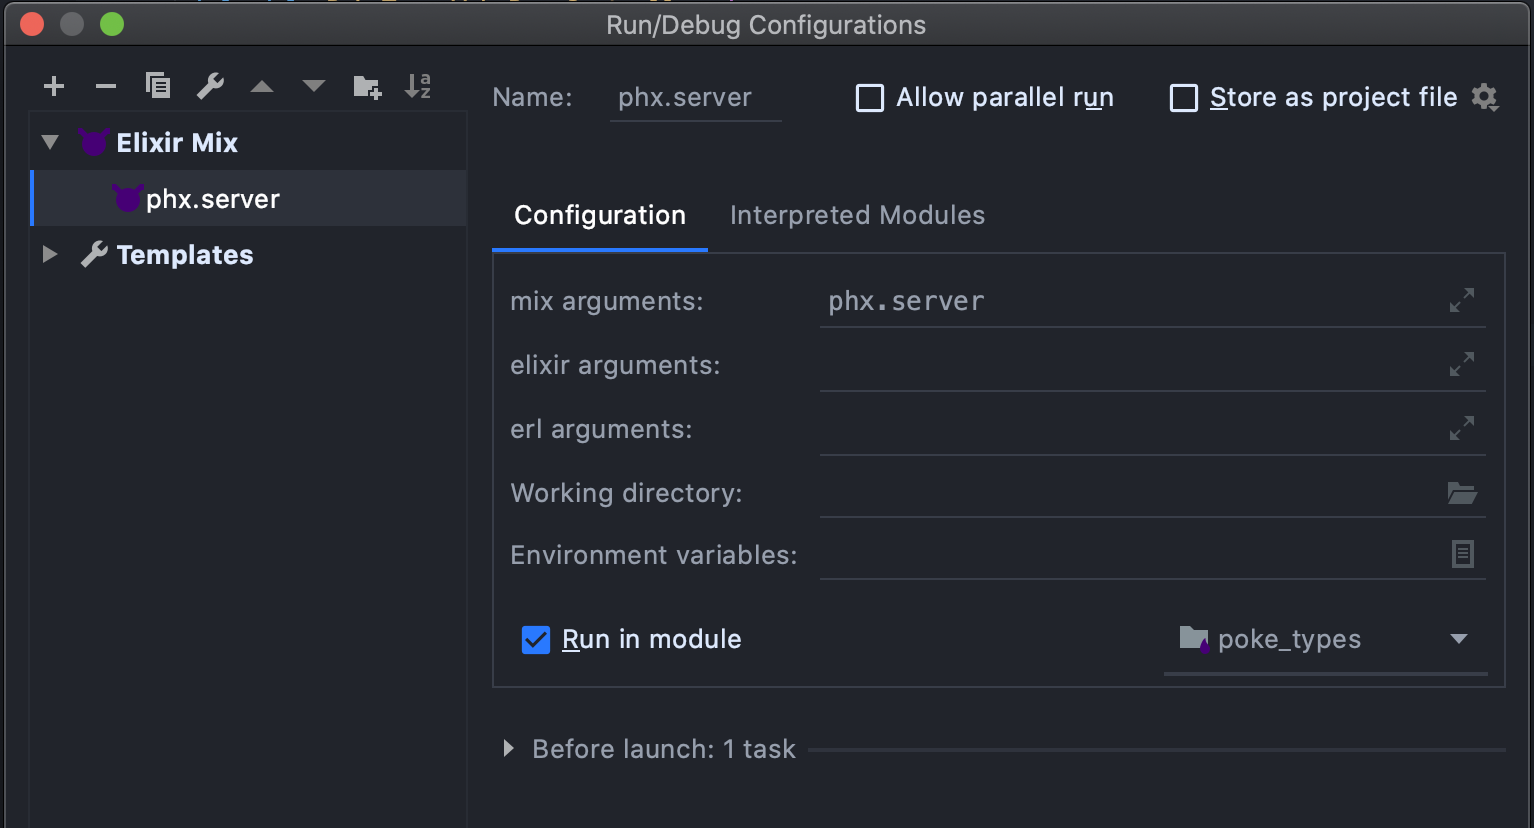 Run/Debug Configurations
Name: phx.server Allow parallel run Store as project file
Elixir Mix
phx.server
Templates
Configuration Interpreted Modules
mix arguments: phx.server
elixir arguments:
erl arguments:
Working directory:
Environment variables:
Run in module poke_types
Before launch: 1 task